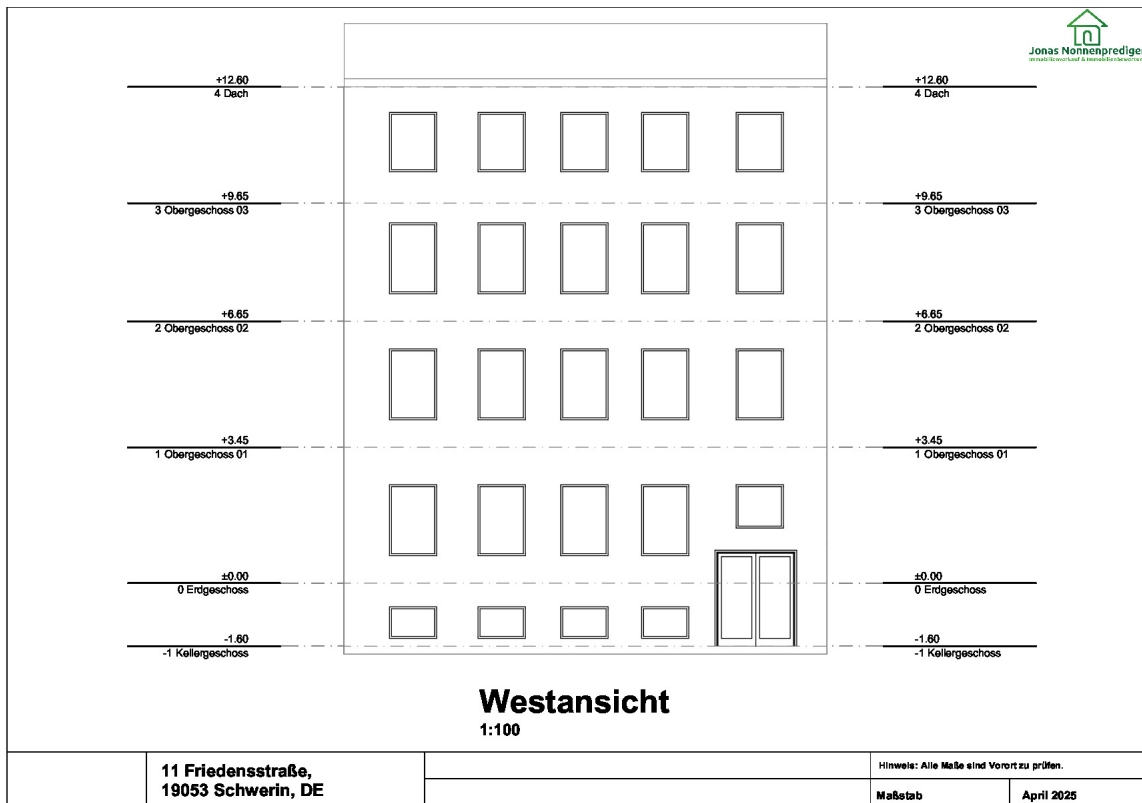 Jonas Nonnenprediger
Immobilienverkauf & Immobilienbewertung
+12.60
4 Dach
+12.60
4 Dach
+9.65
3 Obergeschoss 03
+9.65
3 Obergeschoss 03
+6.65
2 Obergeschoss 02
+6.65
2 Obergeschoss 02
+3.45
1 Obergeschoss 01
+3.45
1 Obergeschoss 01
±0.00
0 Erdgeschoss
±0.00
0 Erdgeschoss
-1.60
-1 Kellergeschoss
-1.60
-1 Kellergeschoss
Westansicht
1:100
11 Friedensstraße,
19053 Schwerin, DE
Hinweis: Alle Maße sind Vorort zu prüfen.
Maßstab
April 2025